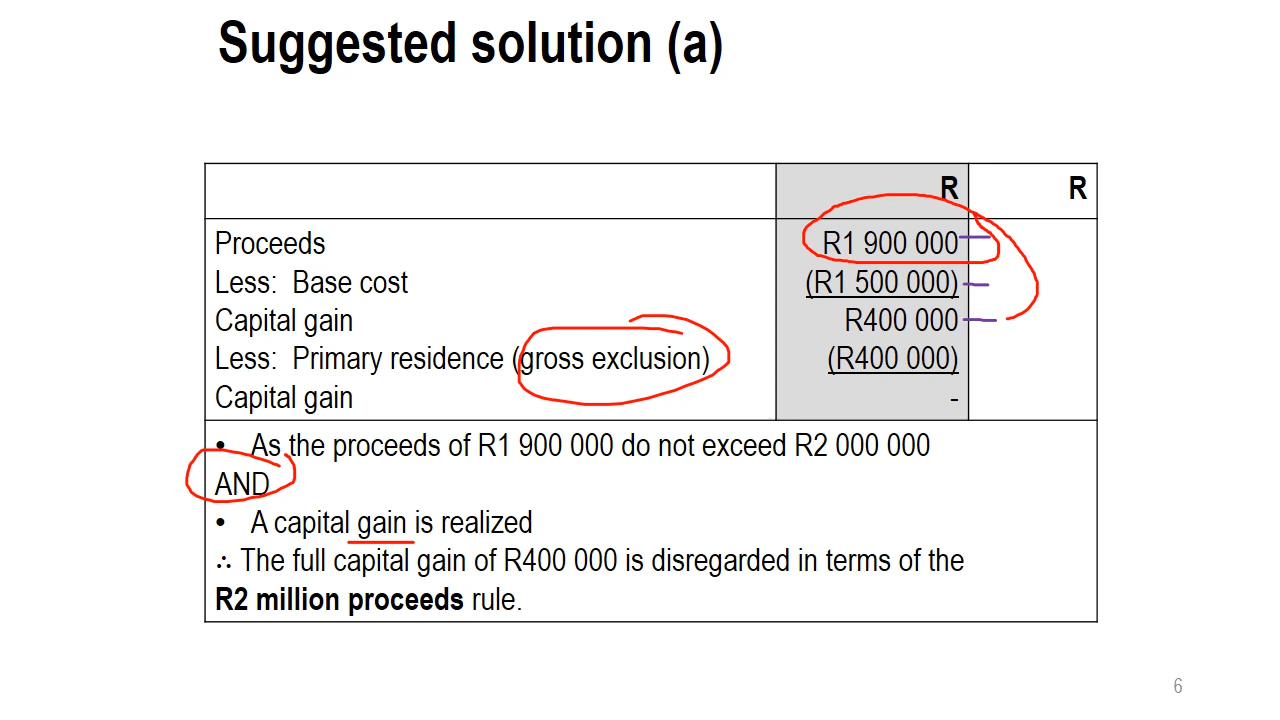 Suggested solution (a)
R R
Proceeds R1 900 000
Less: Base cost (R1 500 000)
Capital gain R400 000
Less: Primary residence (gross exclusion) (R400 000)
Capital gain -
• As the proceeds of R1 900 000 do not exceed R2 000 000
AND
• A capital gain is realized
∴ The full capital gain of R400 000 is disregarded in terms of the
R2 million proceeds rule.
6